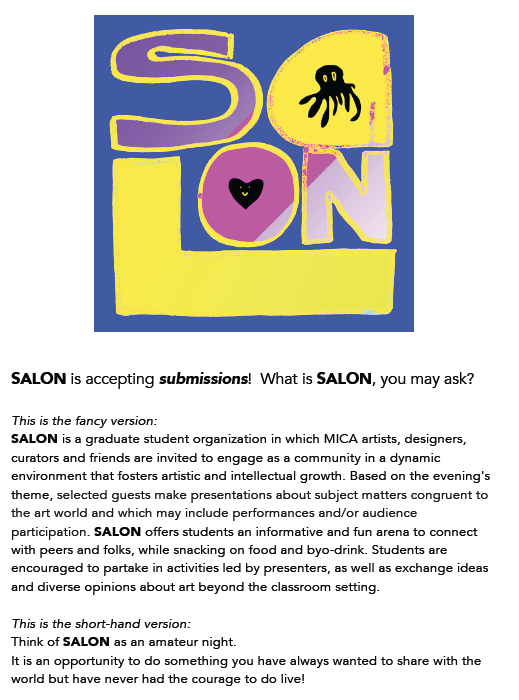 SALON
SALON is accepting submissions! What is SALON, you may ask?
This is the fancy version:
SALON is a graduate student organization in which MICA artists, designers,
curators and friends are invited to engage as a community in a dynamic
environment that fosters artistic and intellectual growth. Based on the evening's
theme, selected guests make presentations about subject matters congruent to
the art world and which may include performances and/or audience
participation. SALON offers students an informative and fun arena to connect
with peers and folks, while snacking on food and byo-drink. Students are
encouraged to partake in activities led by presenters, as well as exchange ideas
and diverse opinions about art beyond the classroom setting.
This is the short-hand version:
Think of SALON as an amateur night.
It is an opportunity to do something you have always wanted to share with the
world but have never had the courage to do live!